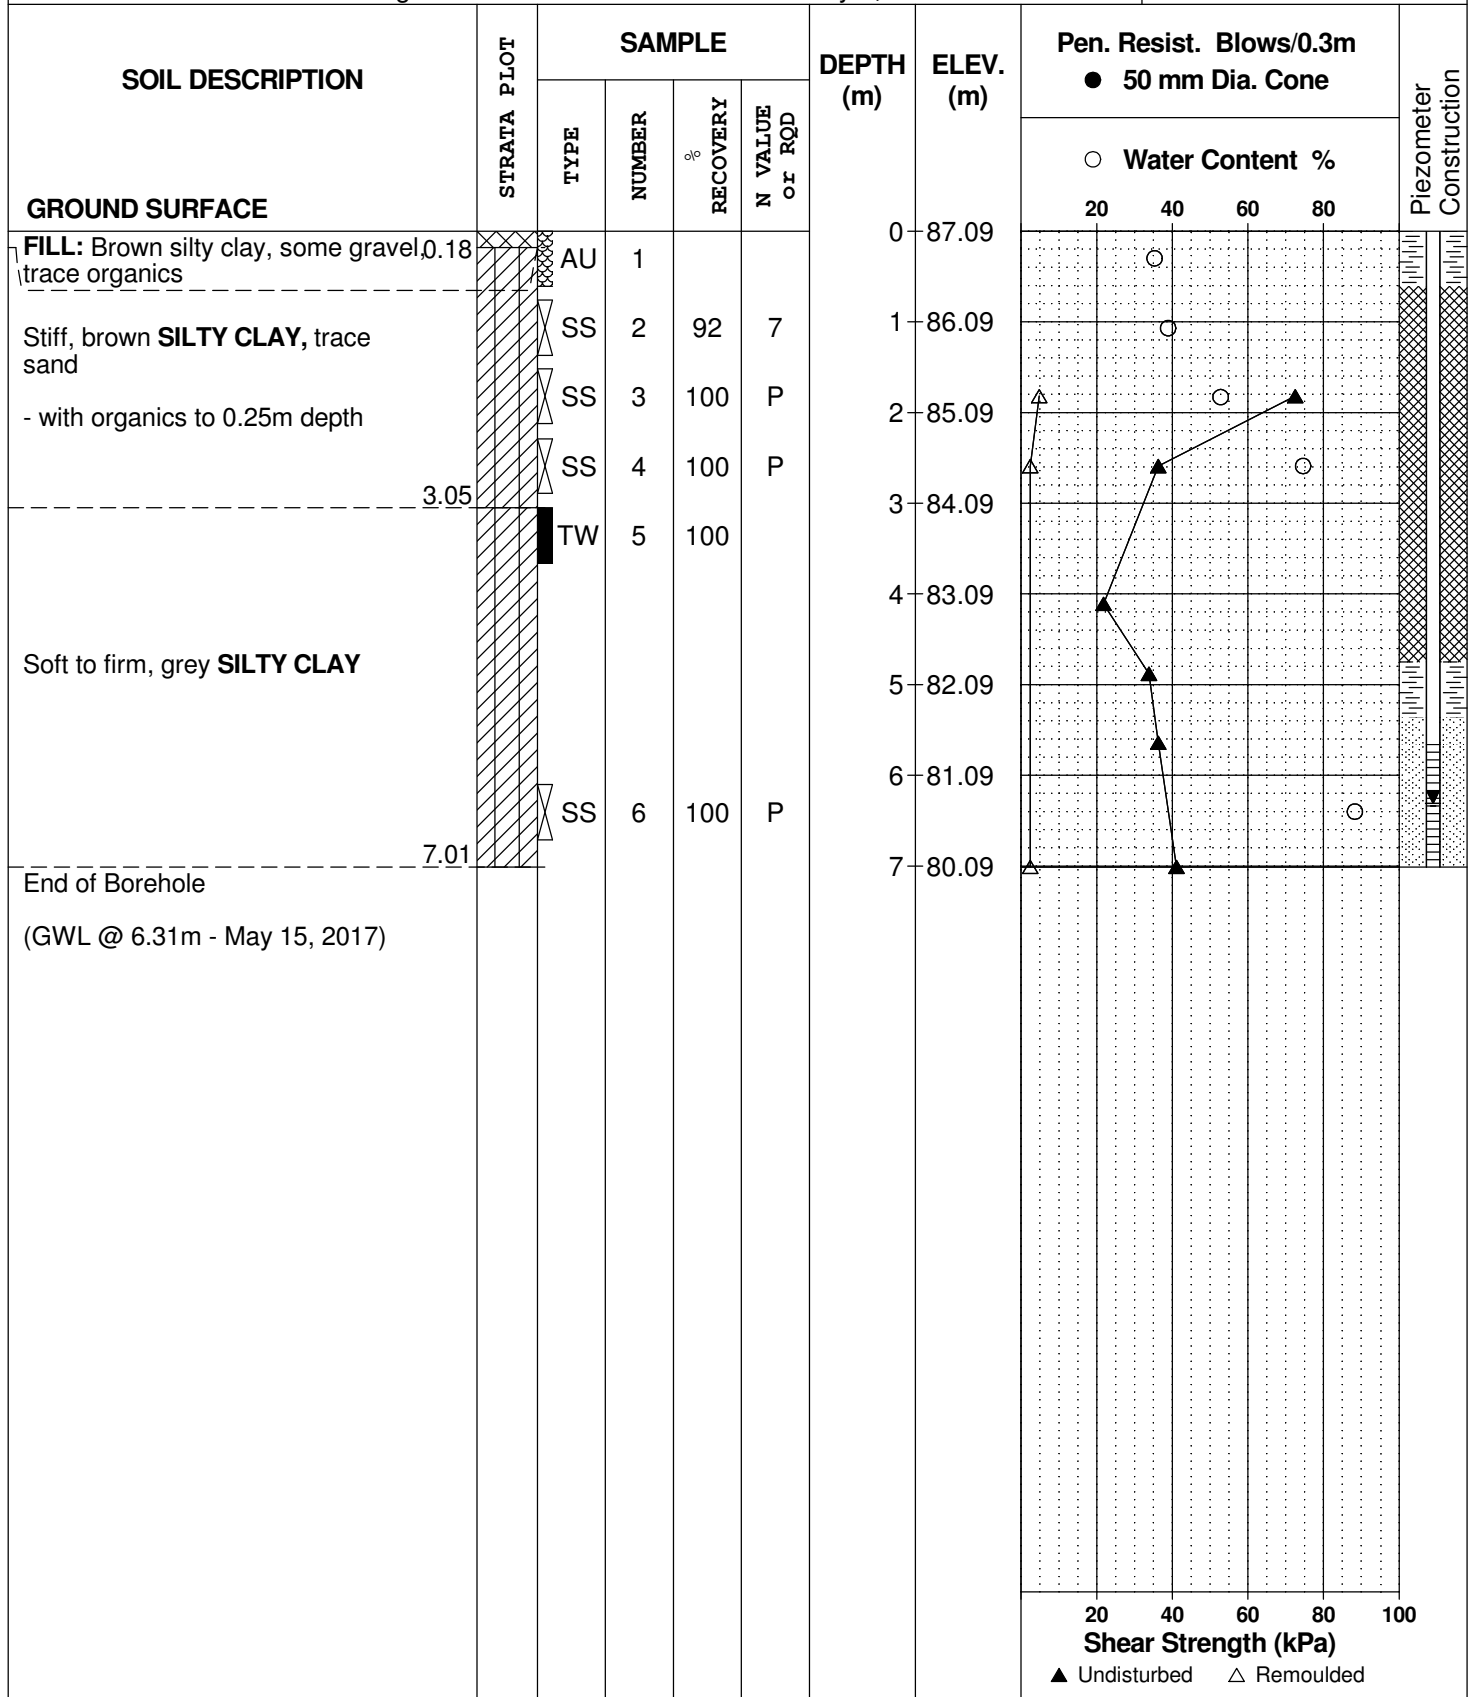 SOIL DESCRIPTION
GROUND SURFACE
STRATA PLOT
SAMPLE
TYPE
NUMBER
%
RECOVERY
N VALUE
or RQD
DEPTH
(m)
ELEV.
(m)
Pen. Resist. Blows/0.3m
● 50 mm Dia. Cone
○ Water Content %
20 40 60 80
Piezometer
Construction
FILL: Brown silty clay, some gravel, 0.18
trace organics
Stiff, brown SILTY CLAY, trace
sand
- with organics to 0.25m depth
3.05
Soft to firm, grey SILTY CLAY
7.01
End of Borehole
(GWL @ 6.31m - May 15, 2017)
AU 1
SS 2 92 7
SS 3 100 P
SS 4 100 P
TW 5 100
SS 6 100 P
0 87.09
1 86.09
2 85.09
3 84.09
4 83.09
5 82.09
6 81.09
7 80.09
20 40 60 80 100
Shear Strength (kPa)
▲ Undisturbed △ Remoulded